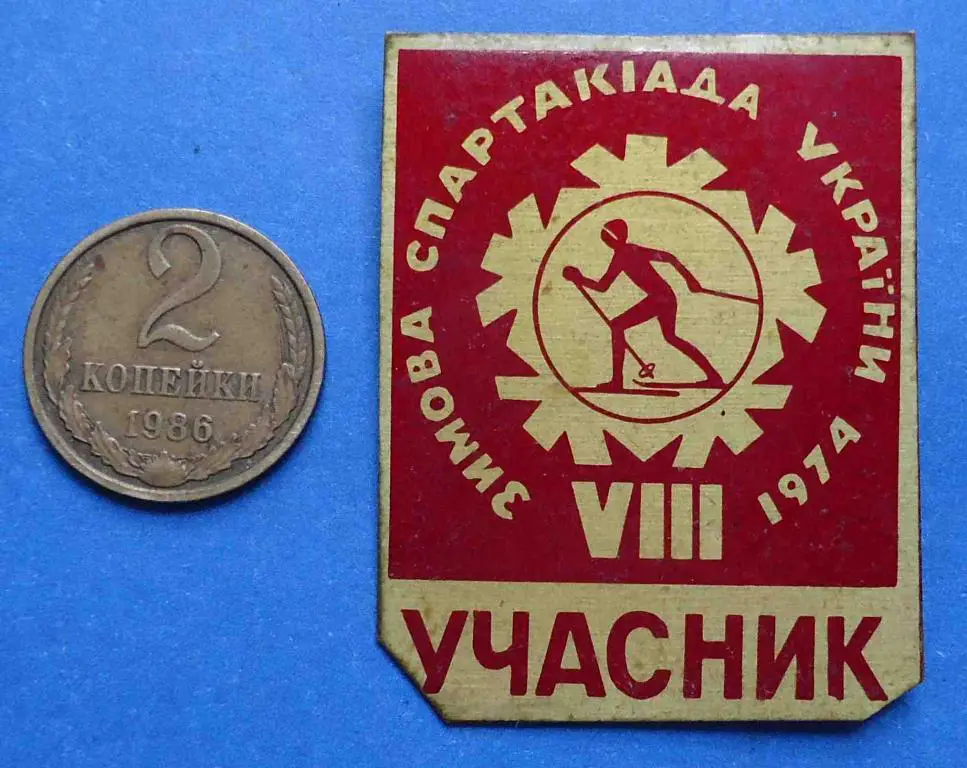 2
КОПЕЙКИ
1986
ЗИМОВА СПАРТАКІАДА УКРАЇНИ 1974
VIII
УЧАСНИК